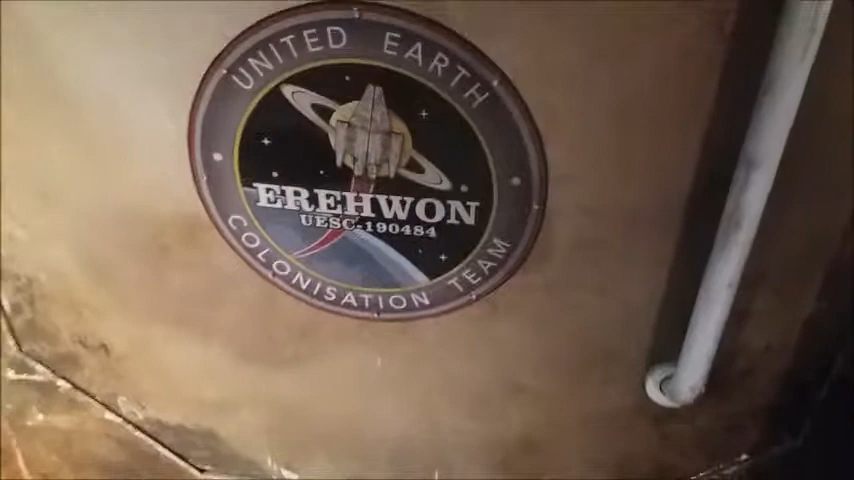 UNITED EARTH
EREHWON
UESC-190484
COLONISATION TEAM